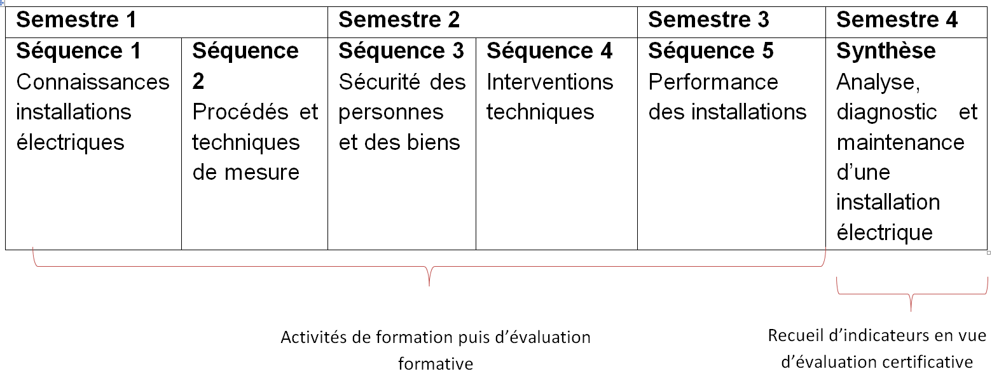 Semestre 1
Semestre 2
Semestre 3
Semestre 4
Séquence 1
Connaissances
installations
électriques
Séquence
2
Procédés et
techniques
de mesure
Séquence 3
Sécurité des
personnes
et des biens
Séquence 4
Interventions
techniques
Séquence 5
Performance
des installations
Synthèse
Analyse,
diagnostic et
maintenance
d’une
installation
électrique
Activités de formation puis d’évaluation
formative
Recueil d’indicateurs en vue
d’évaluation certificative